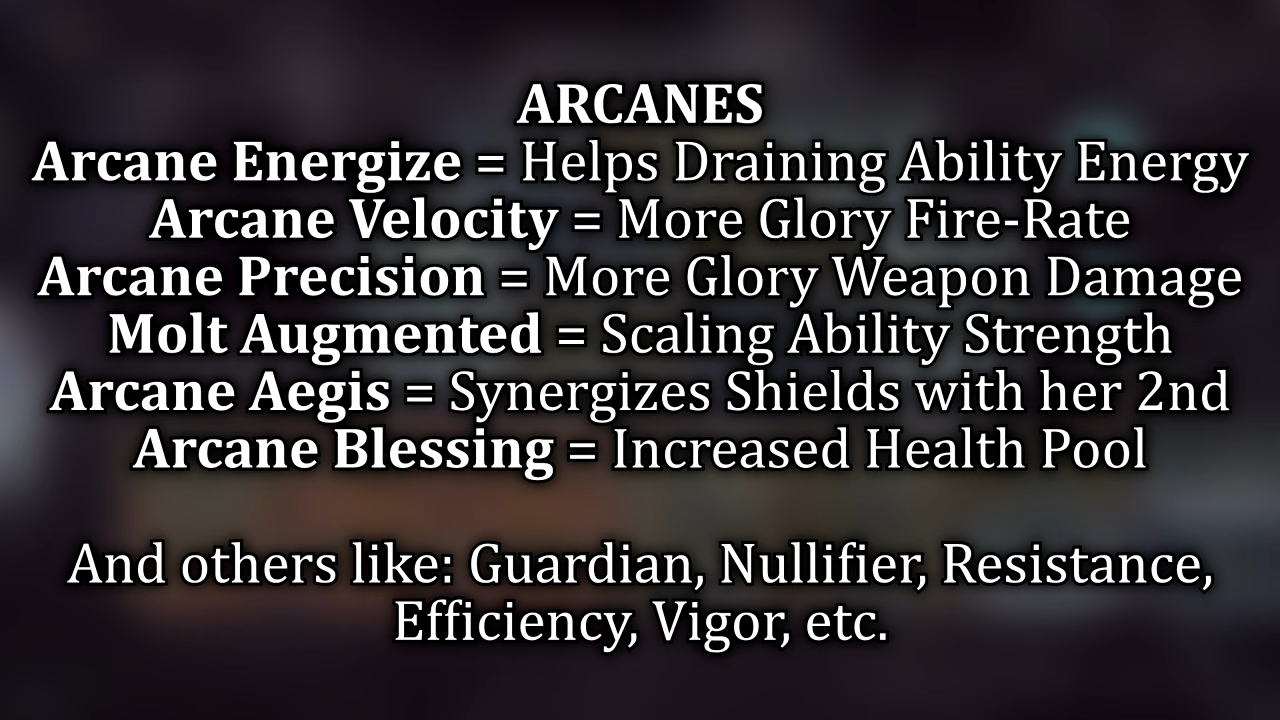 ARCANES
Arcane Energize = Helps Draining Ability Energy
Arcane Velocity = More Glory Fire-Rate
Arcane Precision = More Glory Weapon Damage
Molt Augmented = Scaling Ability Strength
Arcane Aegis = Synergizes Shields with her 2nd
Arcane Blessing = Increased Health Pool
And others like: Guardian, Nullifier, Resistance,
Efficiency, Vigor, etc.